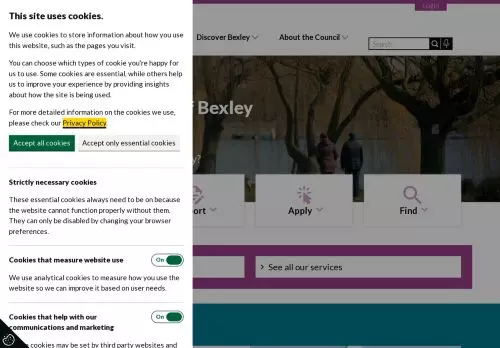 This site uses cookies.
Login
We use cookies to store information about how you use
this website, such as the pages you visit.
Discover Bexley
About the Council
Search
You can choose which types of cookie you're happy for
us to use. Some cookies are essential, while others help
us to improve your experience by providing insights
about how the site is being used.
For more detailed information on the cookies we use,
please check our Privacy Policy.
Bexley
Accept all cookies
Accept only essential cookies
Strictly necessary cookies
These essential cookies always need to be on because
the website cannot function properly without them.
They can only be disabled by changing your browser
preferences.
Apply
Find
Cookies that measure website use
On
We use analytical cookies to measure how you use the
website so we can improve it based on user needs.
See all our services
Cookies that help with our
communications and marketing
On
cookies may be set by third party websites and